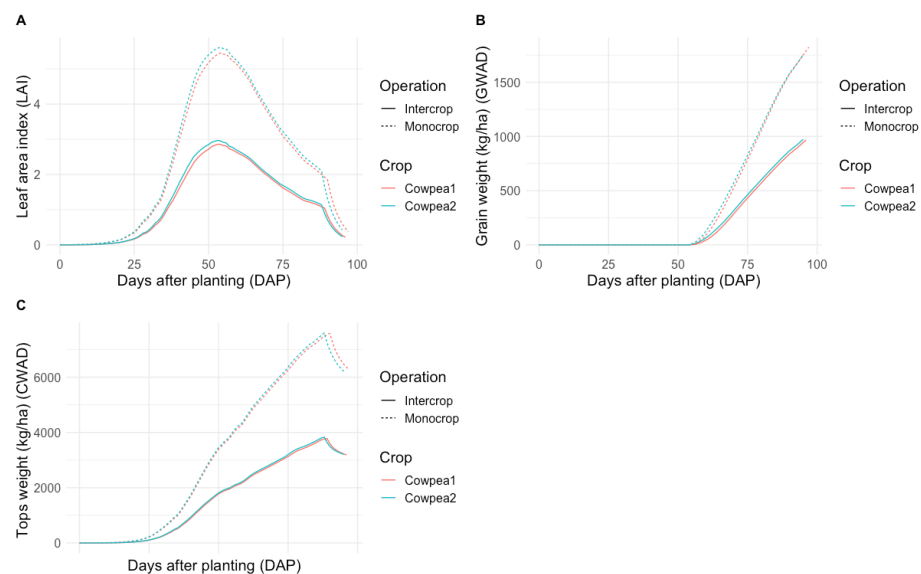 A
Leaf area index (LAI)
4
2
0
0 25 50 75 100
Days after planting (DAP)
Operation
Intercrop
Monocrop
Crop
Cowpea1
Cowpea2
B
Grain weight (kg/ha) (GWAD)
1500
1000
500
0
0 25 50 75 100
Days after planting (DAP)
Operation
Intercrop
Monocrop
Crop
Cowpea1
Cowpea2
C
Tops weight (kg/ha) (CWAD)
6000
4000
2000
0
Days after planting (DAP)
Operation
Intercrop
Monocrop
Crop
Cowpea1
Cowpea2